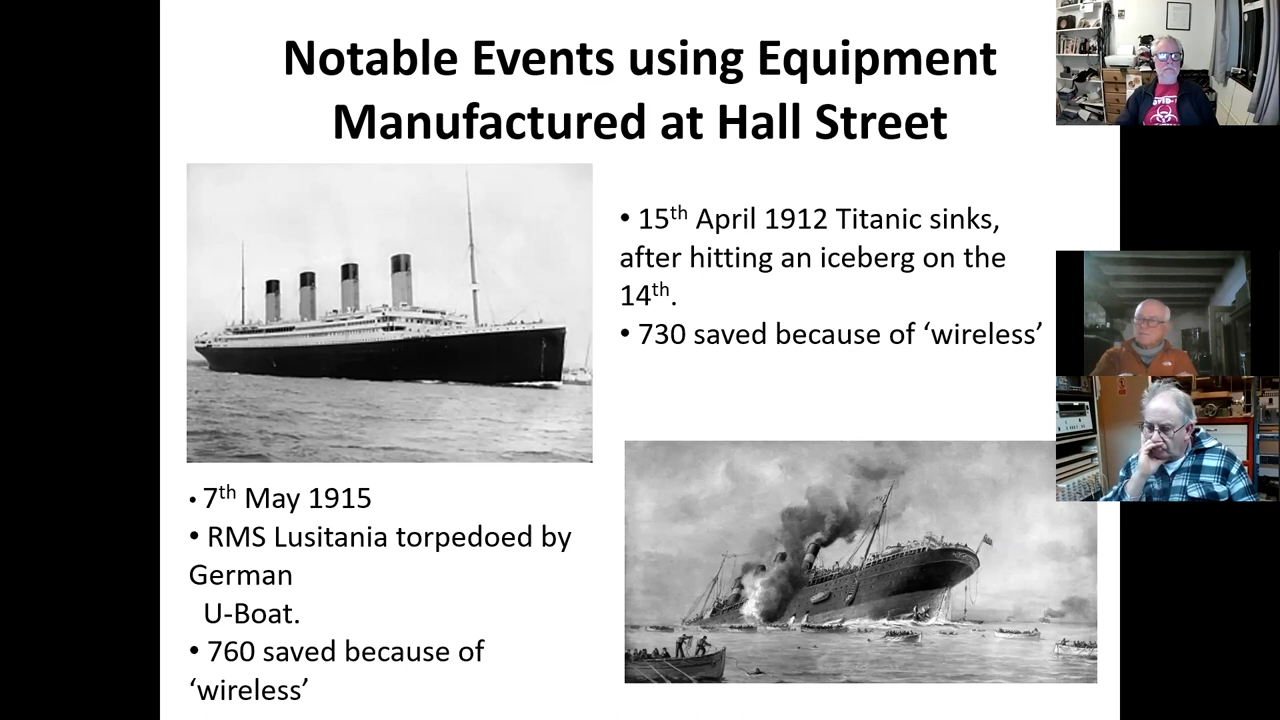 Notable Events using Equipment
Manufactured at Hall Street
• 15th April 1912 Titanic sinks,
after hitting an iceberg on the
14th.
• 730 saved because of ‘wireless’
• 7th May 1915
• RMS Lusitania torpedoed by
German
U-Boat.
• 760 saved because of
‘wireless’